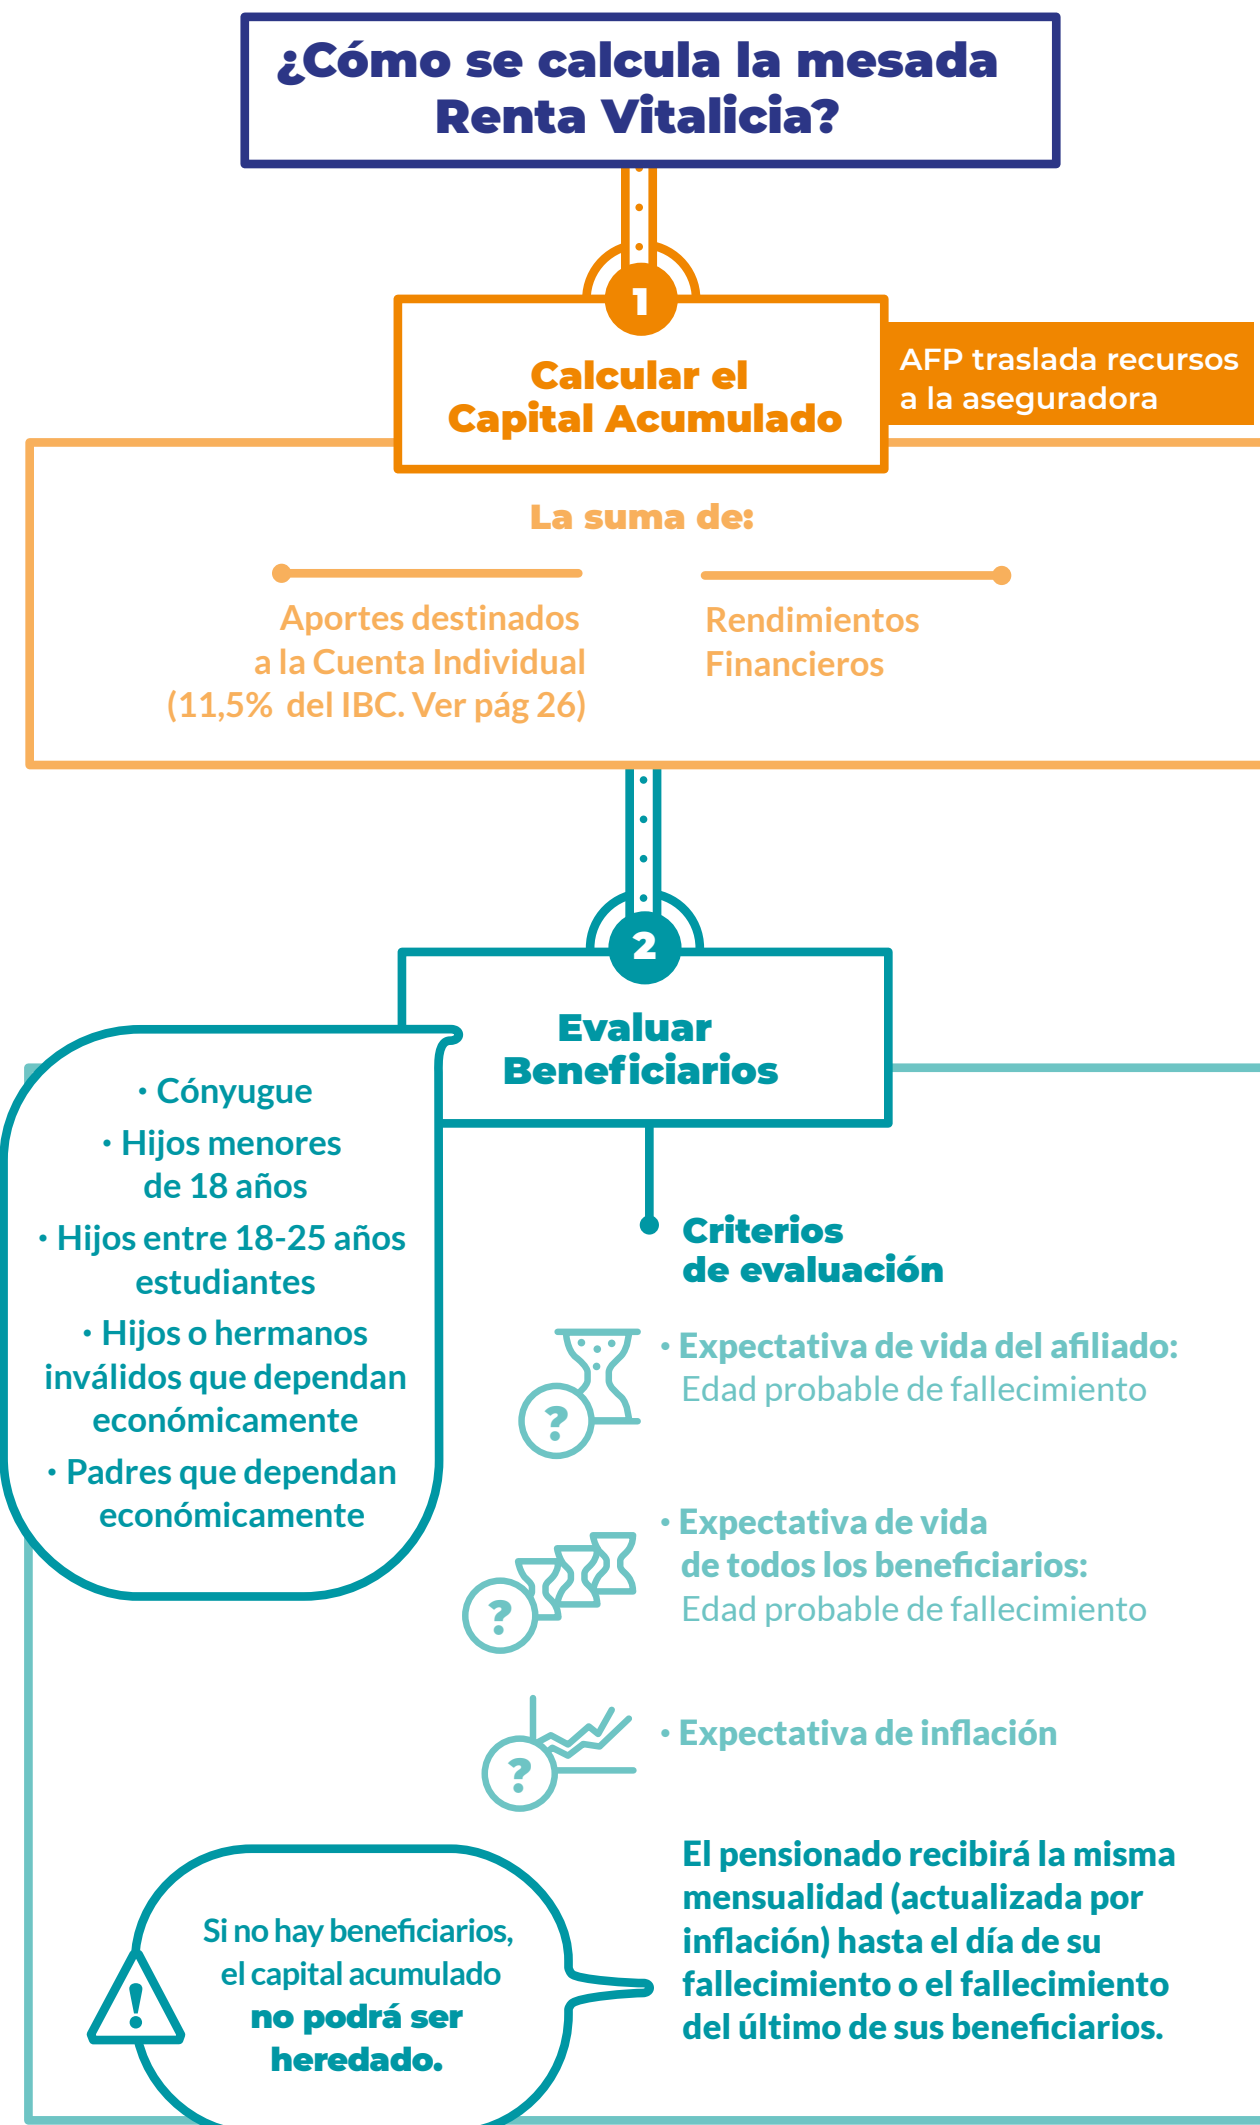 ¿Cómo se calcula la mesada
Renta Vitalicia?
1
Calcular el
Capital Acumulado
AFP traslada recursos
a la aseguradora
La suma de:
Aportes destinados
a la Cuenta Individual
(11,5% del IBC. Ver pág 26)
Rendimientos
Financieros
2
Evaluar
Beneficiarios
· Cónyugue
· Hijos menores
de 18 años
· Hijos entre 18-25 años
estudiantes
· Hijos o hermanos
inválidos que dependan
económicamente
· Padres que dependan
económicamente
Criterios
de evaluación
?
· Expectativa de vida del afiliado:
Edad probable de fallecimiento
?
· Expectativa de vida
de todos los beneficiarios:
Edad probable de fallecimiento
?
· Expectativa de inflación
!
Si no hay beneficiarios,
el capital acumulado
no podrá ser
heredado.
El pensionado recibirá la misma
mensualidad (actualizada por
inflación) hasta el día de su
fallecimiento o el fallecimiento
del último de sus beneficiarios.